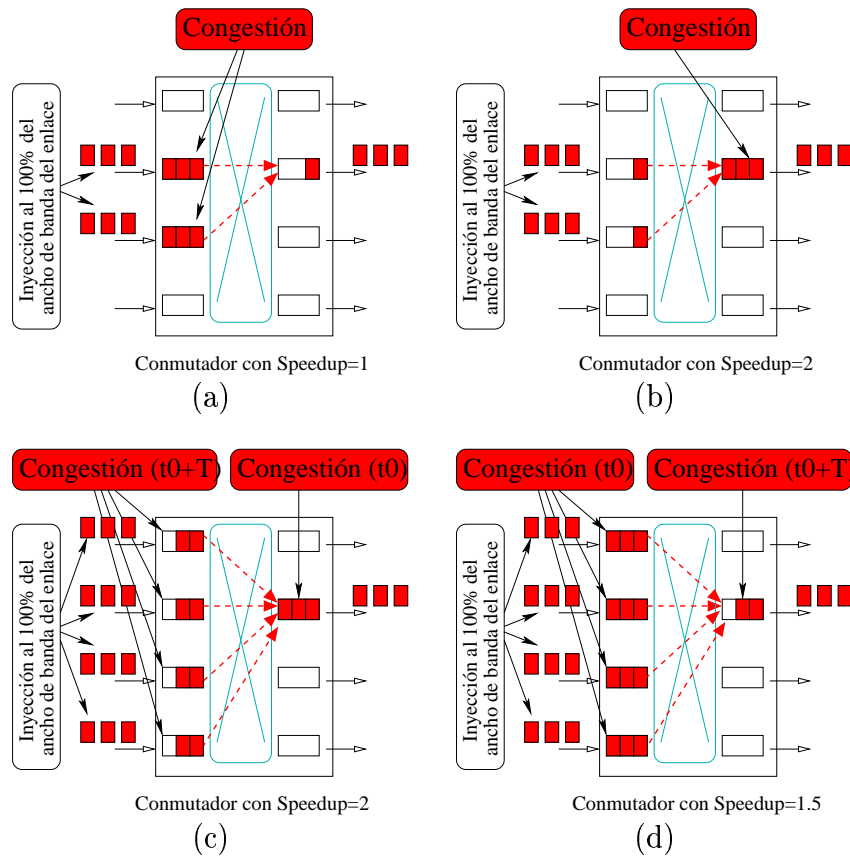 Congestión
Inyección al 100% del
ancho de banda del enlace
Conmutador con Speedup=1
(a)
Congestión
Inyección al 100% del
ancho de banda del enlace
Conmutador con Speedup=2
(b)
Congestión (t0+T)
Congestión (t0)
Inyección al 100% del
ancho de banda del enlace
Conmutador con Speedup=2
(c)
Congestión (t0)
Congestión (t0+T)
Inyección al 100% del
ancho de banda del enlace
Conmutador con Speedup=1.5
(d)